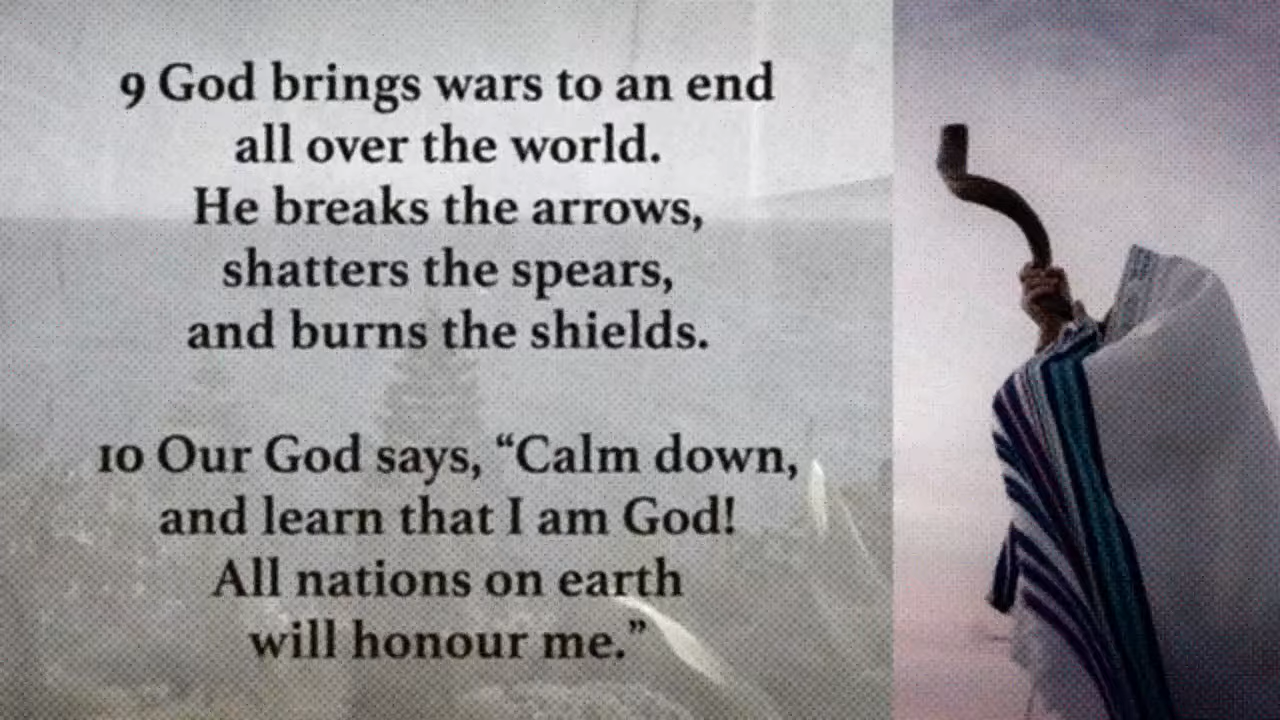 9 God brings wars to an end
all over the world.
He breaks the arrows,
shatters the spears,
and burns the shields.
10 Our God says, “Calm down,
and learn that I am God!
All nations on earth
will honour me.”